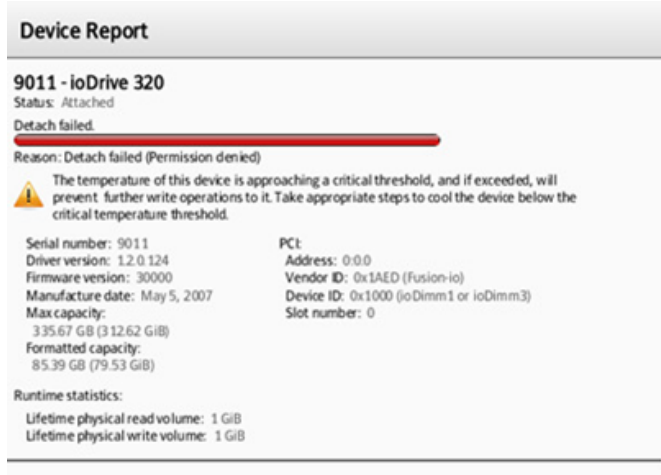 Device Report
9011 - ioDrive 320
Status: Attached
Detach failed.
Reason: Detach failed (Permission denied)
The temperature of this device is approaching a critical threshold, and if exceeded, will
prevent further write operations to it. Take appropriate steps to cool the device below the
critical temperature threshold.
Serial number: 9011
Driver version: 1.2.0.124
Firmware version: 30000
Manufacture date: May 5, 2007
Max capacity:
335.67 GB (312.62 GiB)
Formatted capacity:
85.39 GB (79.53 GiB)
PCI:
Address: 0:0.0
Vendor ID: 0x1AED (Fusion-io)
Device ID: 0x1000 (ioDimm1 or ioDimm3)
Slot number: 0
Runtime statistics:
Lifetime physical read volume: 1 GiB
Lifetime physical write volume: 1 GiB